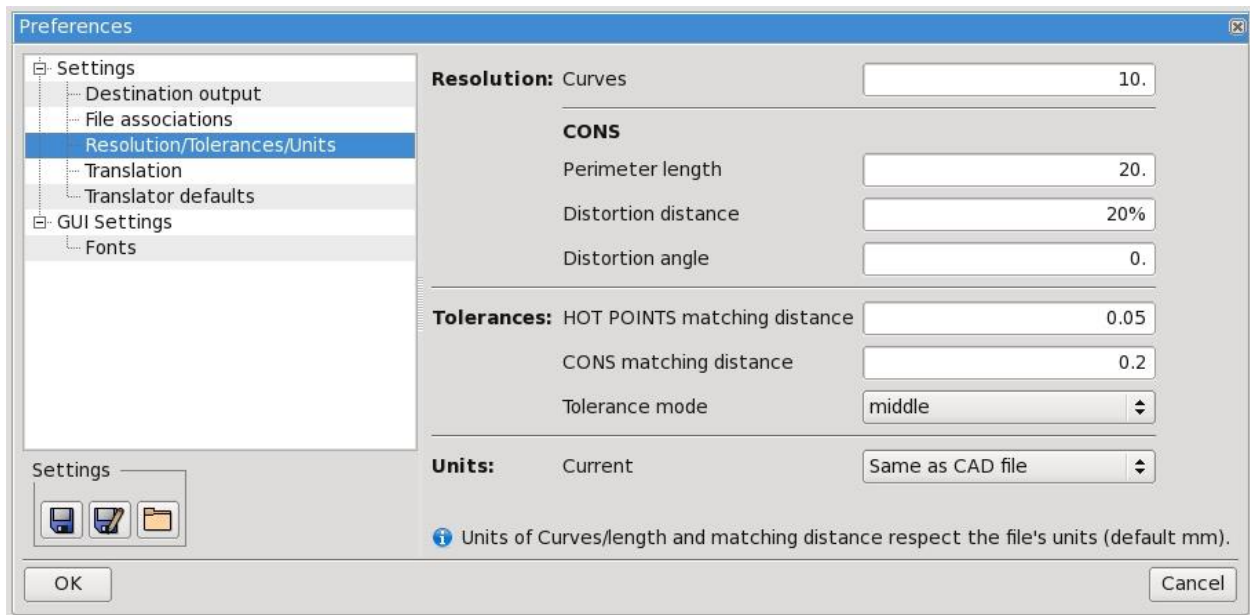 Preferences
Settings
Destination output
File associations
Resolution/Tolerances/Units
Translation
Translator defaults
GUI Settings
Fonts
Settings
Resolution: Curves 10.
CONS
Perimeter length 20.
Distortion distance 20%
Distortion angle 0.
Tolerances: HOT POINTS matching distance 0.05
CONS matching distance 0.2
Tolerance mode middle
Units: Current Same as CAD file
Units of Curves/length and matching distance respect the file's units (default mm).
OK Cancel